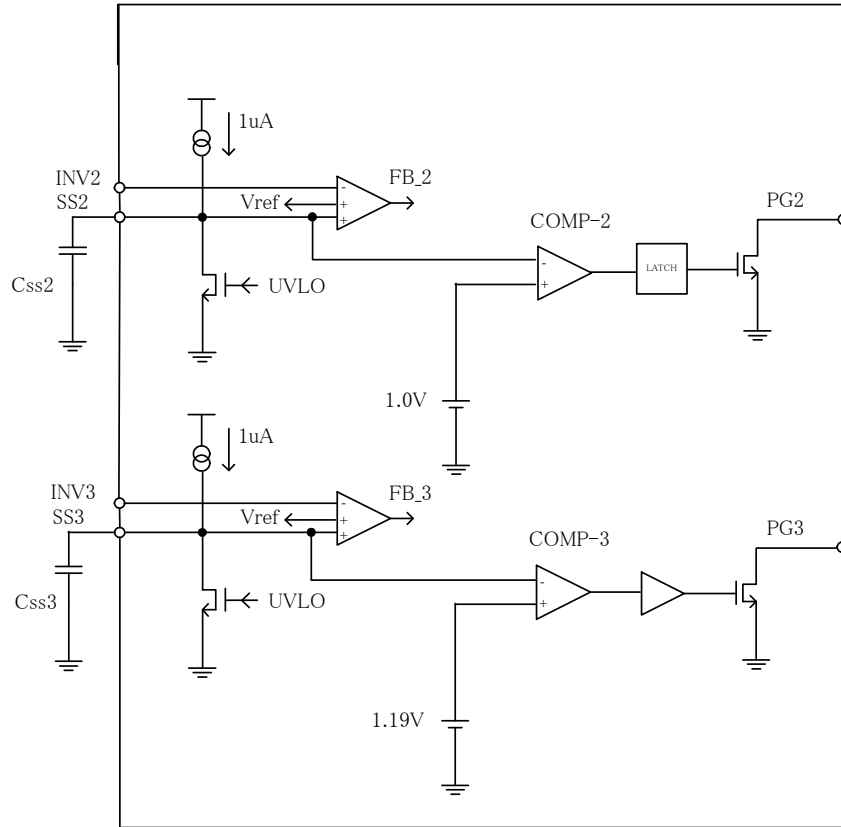 1uA
INV2
FB_2
SS2
Vref
-
+
+
COMP-2
PG2
-
+
LATCH
Css2
UVLO
1.0V
1uA
INV3
FB_3
SS3
Vref
-
+
+
COMP-3
PG3
-
+
Css3
UVLO
1.19V